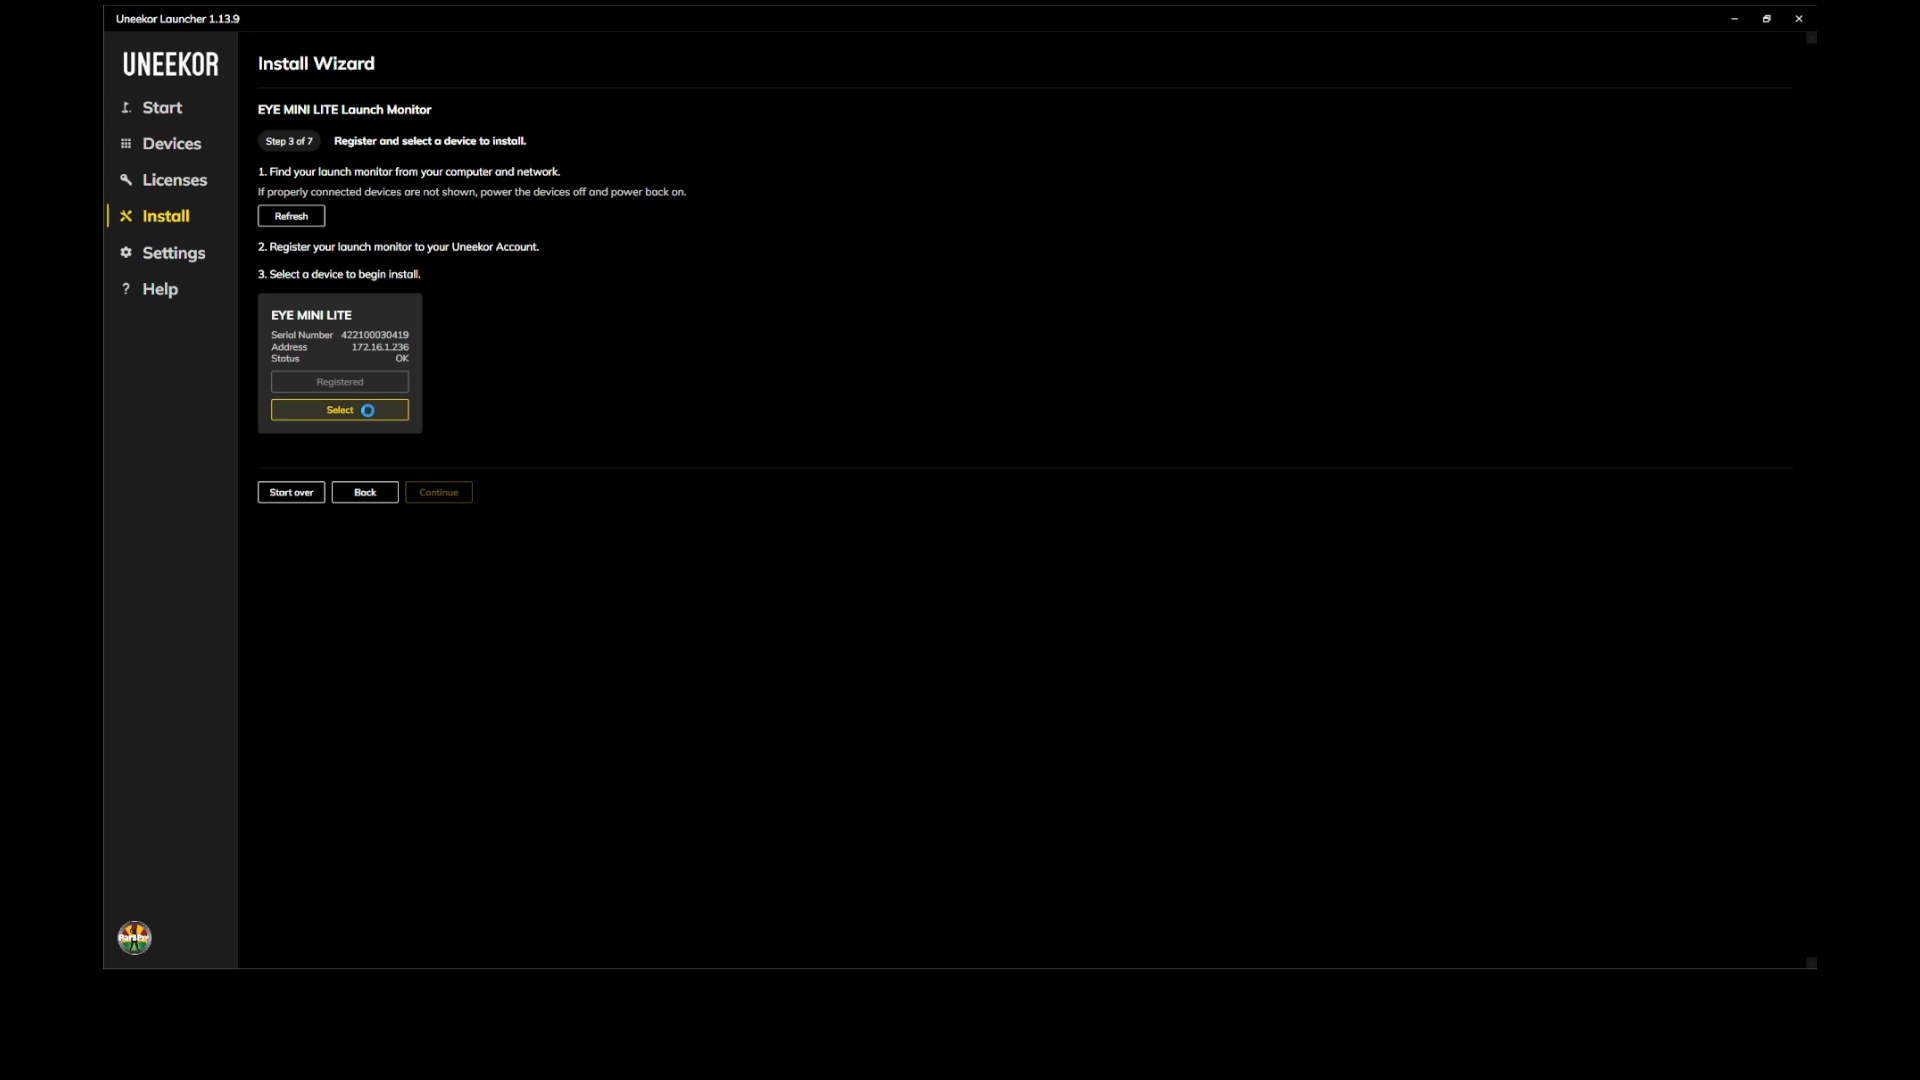 Uneekor Launcher 1.13.9
UNEEKOR
Start
Devices
Licenses
Install
Settings
? Help
Install Wizard
EYE MINI LITE Launch Monitor
Step 3 of 7 Register and select a device to install.
1. Find your launch monitor from your computer and network.
If properly connected devices are not shown, power the devices off and power back on.
Refresh
2. Register your launch monitor to your Uneekor Account.
3. Select a device to begin install.
EYE MINI LITE
Serial Number 422100030419
Address 172.16.1.236
Status OK
Registered
Select
Start over Back Continue